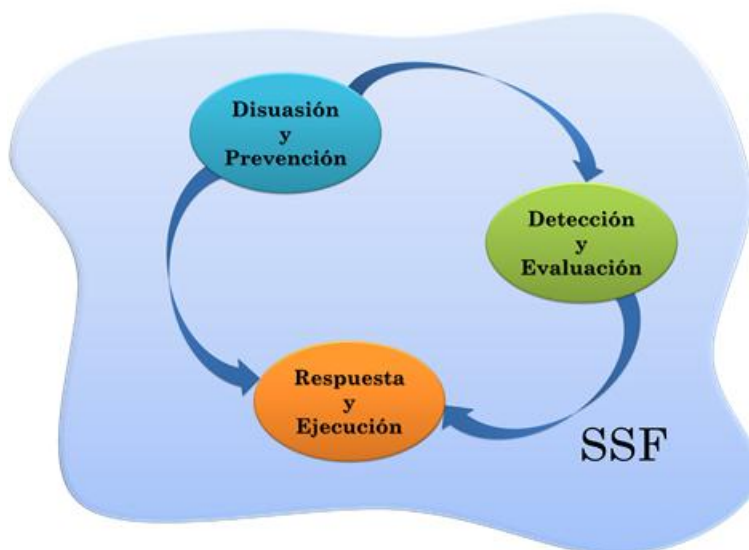 Disuasión
y
Prevención
Detección
y
Evaluación
Respuesta
y
Ejecución
SSF